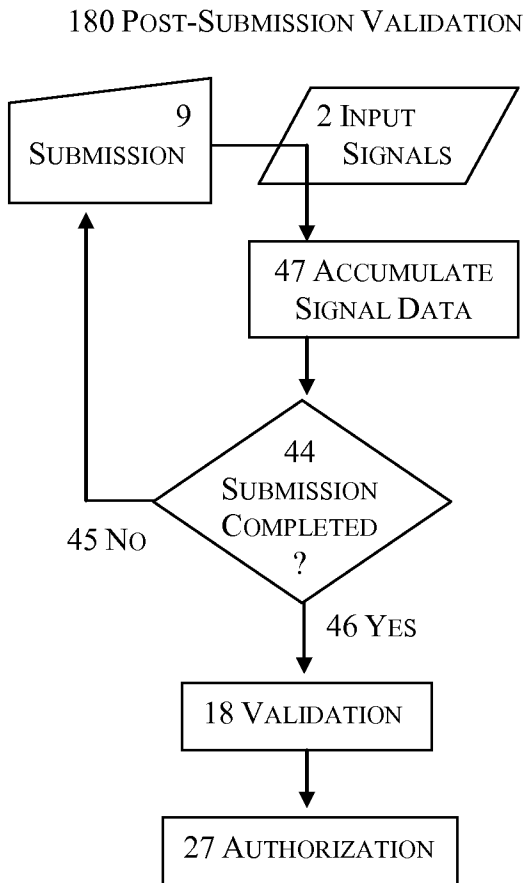 180 POST-SUBMISSION VALIDATION
9
SUBMISSION
2 INPUT
SIGNALS
47 ACCUMULATE
SIGNAL DATA
44
SUBMISSION
COMPLETED
?
45 NO
46 YES
18 VALIDATION
27 AUTHORIZATION